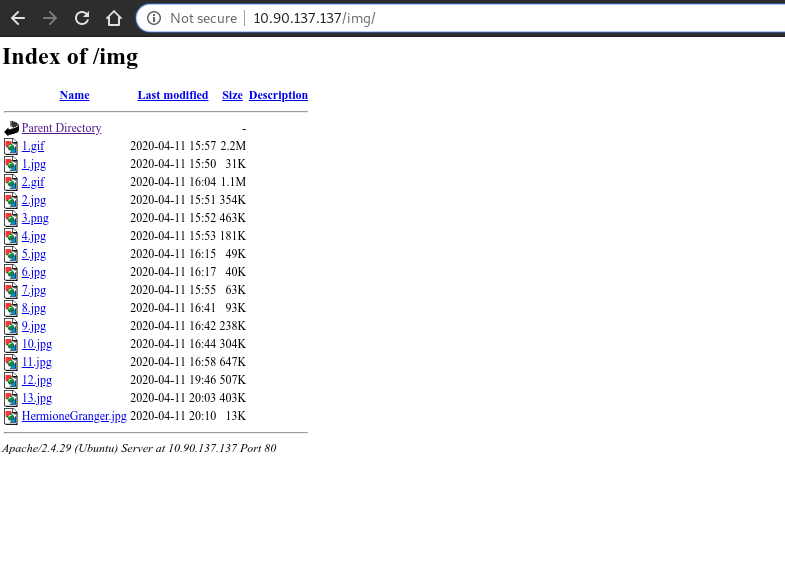 Not secure 10.90.137.137/img/
Index of /img
Name Last modified Size Description
Parent Directory -
1.gif 2020-04-11 15:57 2.2M
1.jpg 2020-04-11 15:50 31K
2.gif 2020-04-11 16:04 1.1M
2.jpg 2020-04-11 15:51 354K
3.png 2020-04-11 15:52 463K
4.jpg 2020-04-11 15:53 181K
5.jpg 2020-04-11 16:15 49K
6.jpg 2020-04-11 16:17 40K
7.jpg 2020-04-11 15:55 63K
8.jpg 2020-04-11 16:41 93K
9.jpg 2020-04-11 16:42 238K
10.jpg 2020-04-11 16:44 304K
11.jpg 2020-04-11 16:58 647K
12.jpg 2020-04-11 19:46 507K
13.jpg 2020-04-11 20:03 403K
HermioneGranger.jpg 2020-04-11 20:10 13K
Apache/2.4.29 (Ubuntu) Server at 10.90.137.137 Port 80